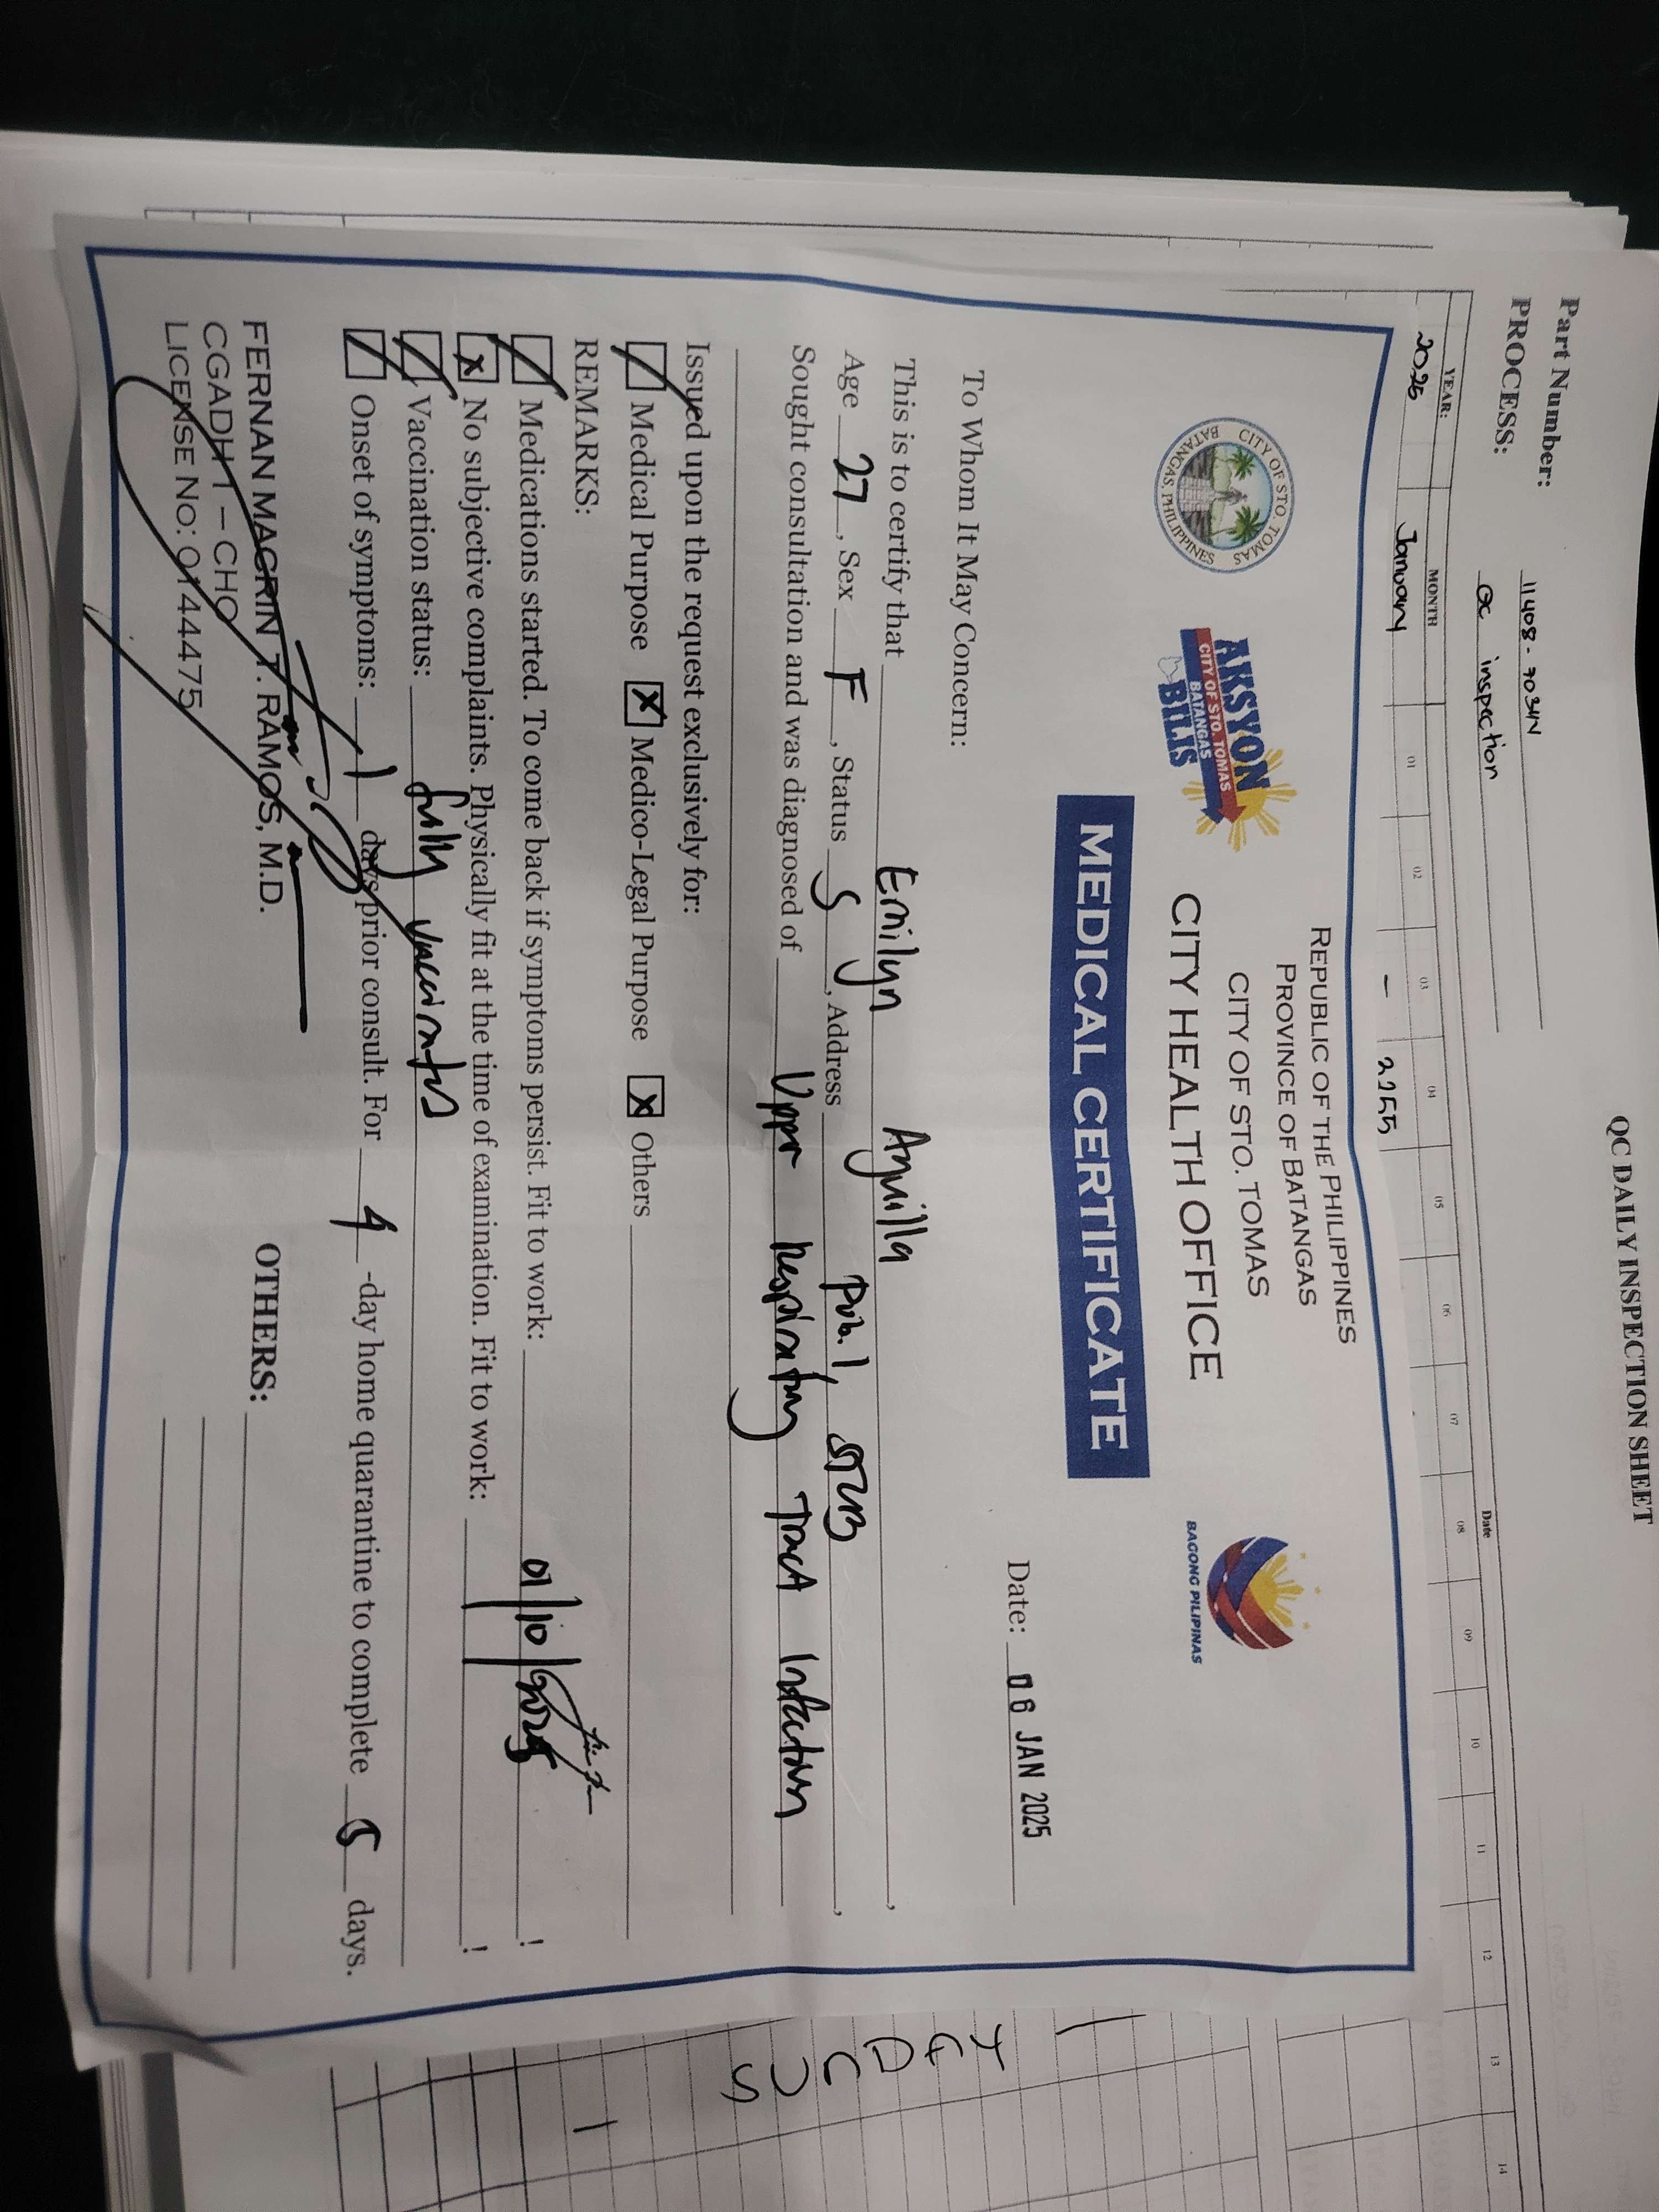 QC DAILY INSPECTION SHEET
Part Number: 11408-7034N
PROCESS: QC inspection
YEAR: MONTH Date
01 02 03 04 05 06 07 08 09 10 11 12 13 14
2025 January - 2255
REPUBLIC OF THE PHILIPPINES
PROVINCE OF BATANGAS
CITY OF STO. TOMAS
CITY HEALTH OFFICE
CITY OF STO. TOMAS
BATANGAS, PHILIPPINES
AKSYON
CITY OF STO. TOMAS
BATANGAS
BILIS
BAGONG PILIPINAS
MEDICAL CERTIFICATE
Date: 06 JAN 2025
To Whom It May Concern:
This is to certify that Emilyn Aguilla,
Age 27, Sex F, Status S, Address Pob. 1, STCB,
Sought consultation and was diagnosed of Upper Respiratory Tract Infection
Issued upon the request exclusively for:
Medical Purpose x Medico-Legal Purpose x Others
REMARKS:
Medications started. To come back if symptoms persist. Fit to work: 01/10/2025!
x No subjective complaints. Physically fit at the time of examination. Fit to work: !
Vaccination status: fully vaccinated
Onset of symptoms: 1 days prior consult. For 4 -day home quarantine to complete 5 days.
FERNAN MAGRIN T. RAMOS, M.D.
CGADH 1 – CHO
LICENSE NO: 0144475
OTHERS: